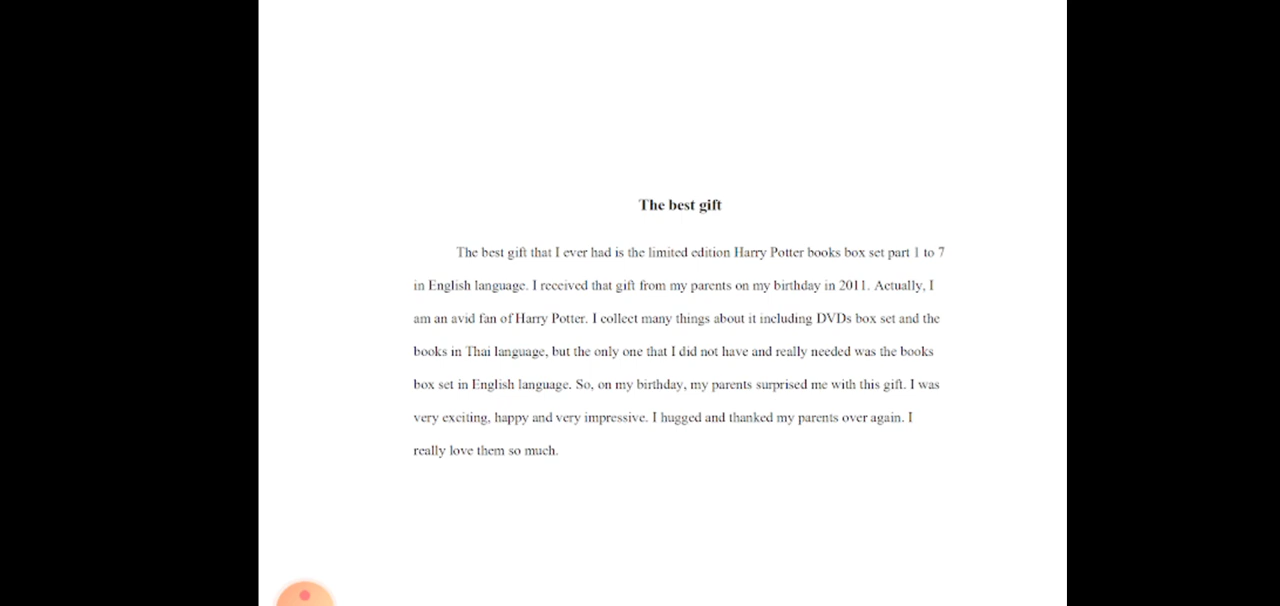 The best gift
The best gift that I ever had is the limited edition Harry Potter books box set part 1 to 7
in English language. I received that gift from my parents on my birthday in 2011. Actually, I
am an avid fan of Harry Potter. I collect many things about it including DVDs box set and the
books in Thai language, but the only one that I did not have and really needed was the books
box set in English language. So, on my birthday, my parents surprised me with this gift. I was
very exciting, happy and very impressive. I hugged and thanked my parents over again. I
really love them so much.